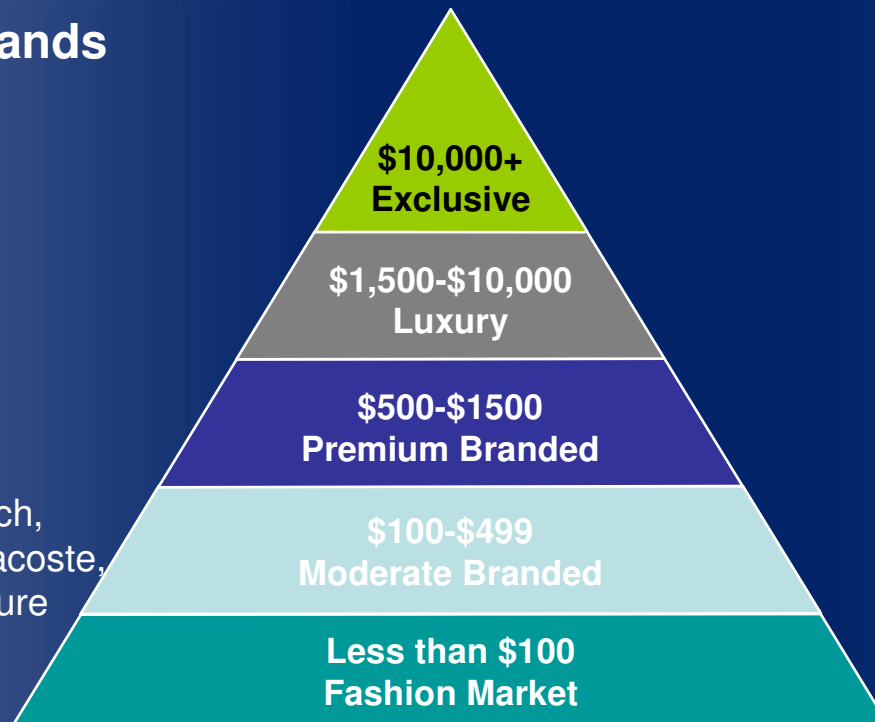 ands
$10,000+
Exclusive
$1,500-$10,000
Luxury
$500-$1500
Premium Branded
ch,
acoste,
ure
$100-$499
Moderate Branded
Less than $100
Fashion Market